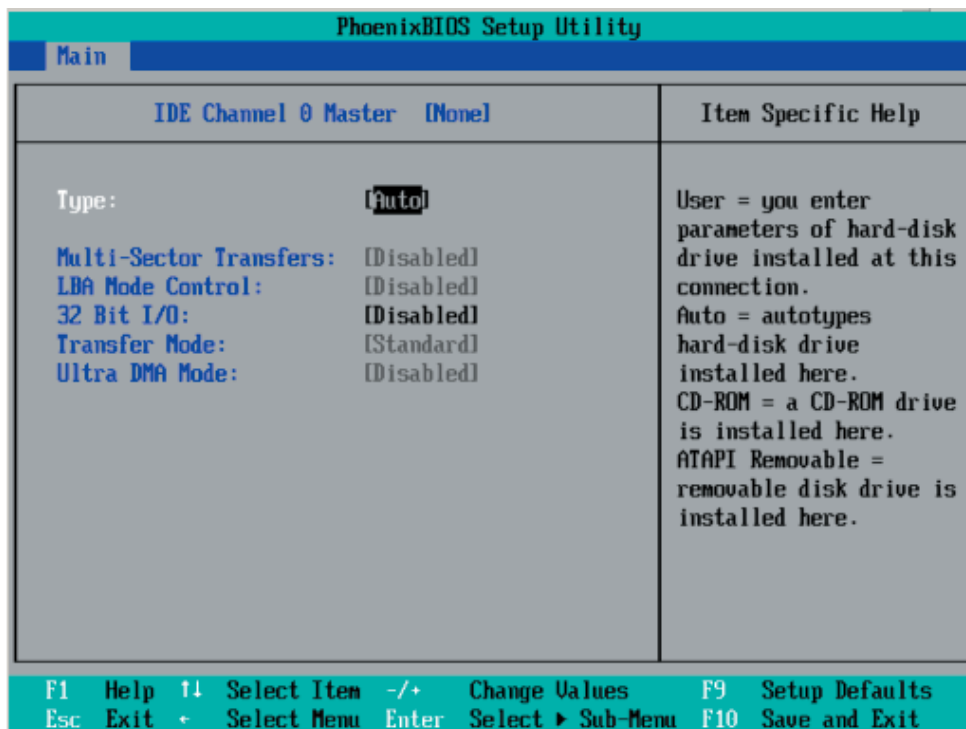 PhoenixBIOS Setup Utility
Main
IDE Channel 0 Master [None]
Item Specific Help
Type: [Auto]
Multi-Sector Transfers: [Disabled]
LBA Mode Control: [Disabled]
32 Bit I/O: [Disabled]
Transfer Mode: [Standard]
Ultra DMA Mode: [Disabled]
User = you enter
parameters of hard-disk
drive installed at this
connection.
Auto = autotypes
hard-disk drive
installed here.
CD-ROM = a CD-ROM drive
is installed here.
ATAPI Removable =
removable disk drive is
installed here.
F1 Help ↑↓ Select Item -/+ Change Values F9 Setup Defaults
Esc Exit ← Select Menu Enter Select ▶ Sub-Menu F10 Save and Exit